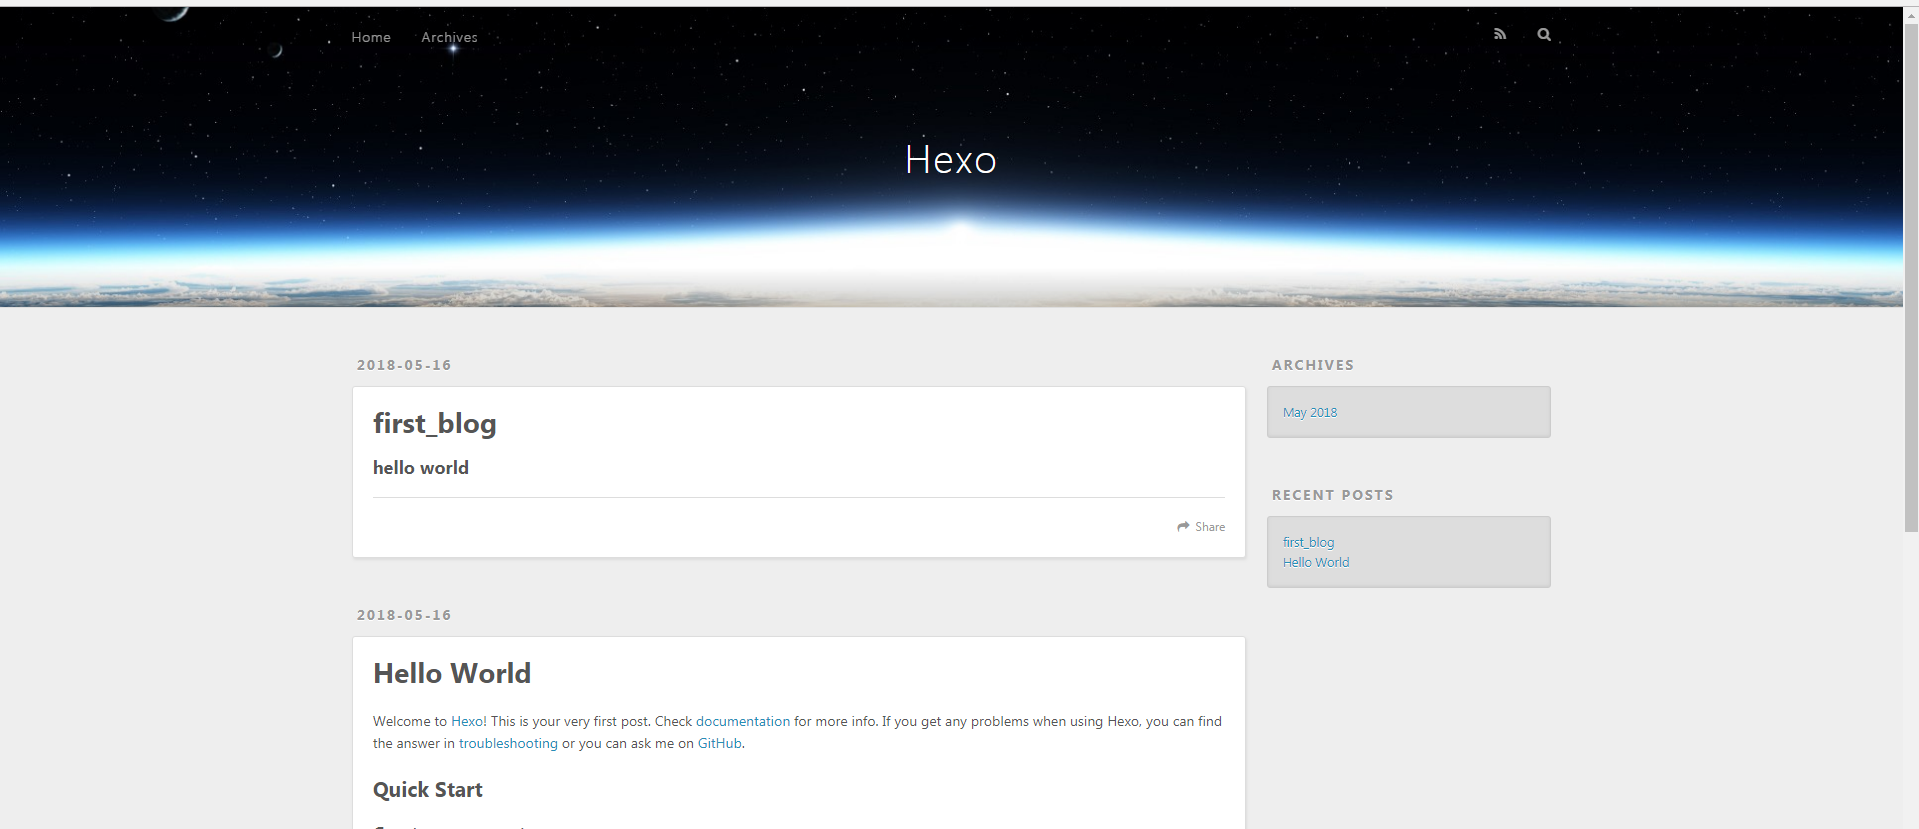 Home Archives
Hexo
2018-05-16
first_blog
hello world
Share
2018-05-16
Hello World
Welcome to Hexo! This is your very first post. Check documentation for more info. If you get any problems when using Hexo, you can find
the answer in troubleshooting or you can ask me on GitHub.
Quick Start
ARCHIVES
May 2018
RECENT POSTS
first_blog
Hello World